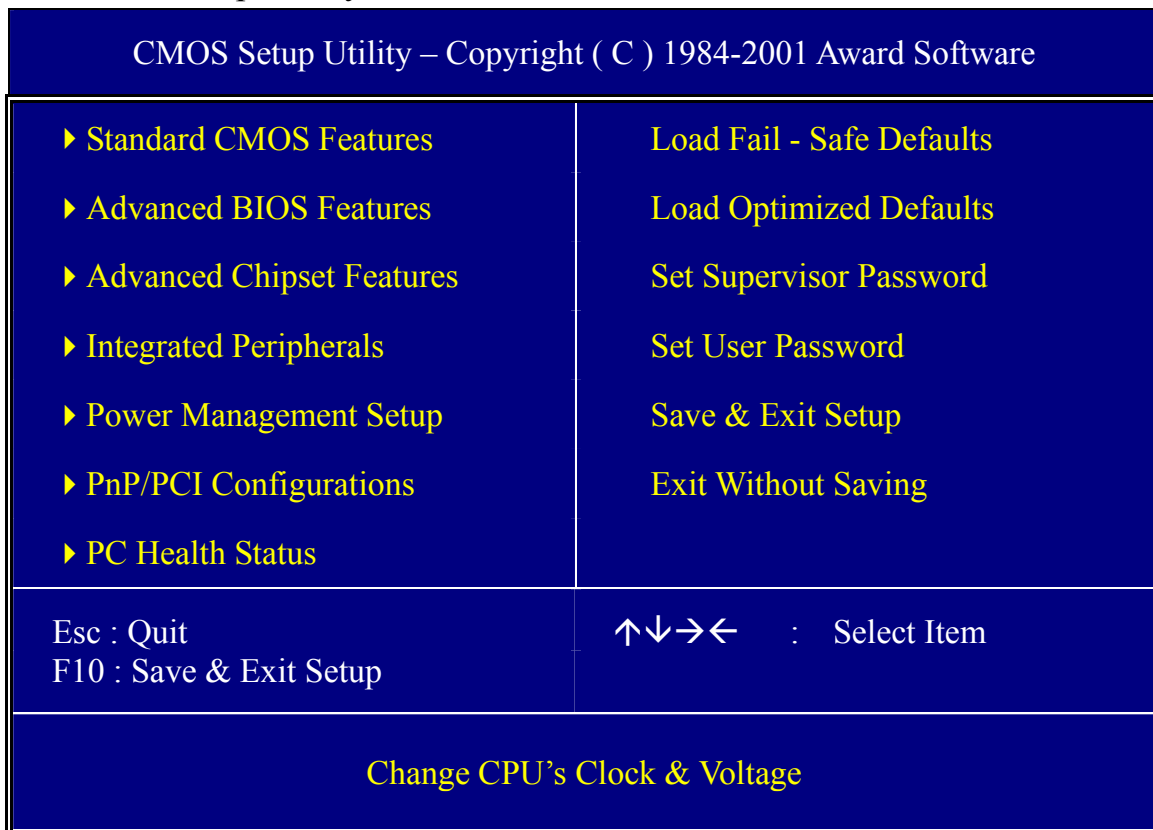 CMOS Setup Utility – Copyright ( C ) 1984-2001 Award Software
Standard CMOS Features
Advanced BIOS Features
Advanced Chipset Features
Integrated Peripherals
Power Management Setup
PnP/PCI Configurations
PC Health Status
Load Fail - Safe Defaults
Load Optimized Defaults
Set Supervisor Password
Set User Password
Save & Exit Setup
Exit Without Saving
Esc : Quit
F10 : Save & Exit Setup
↑↓→← : Select Item
Change CPU’s Clock & Voltage